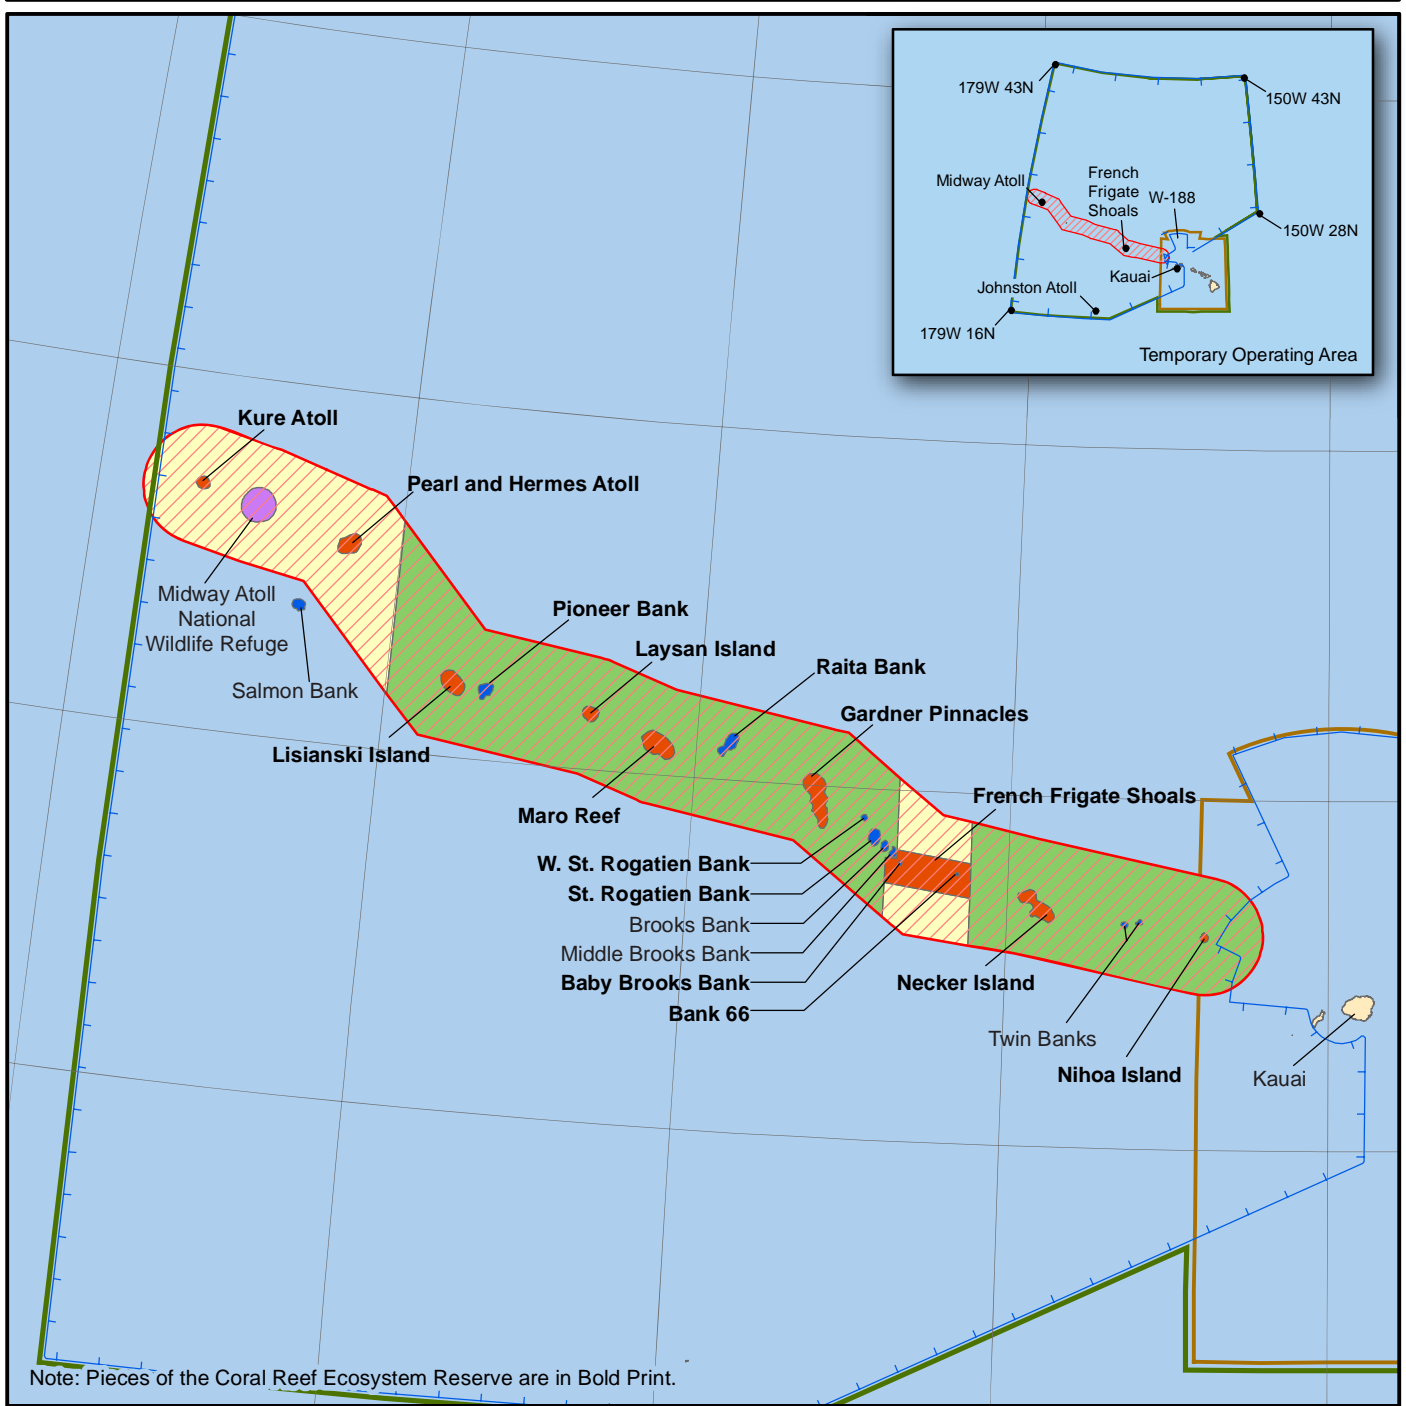 179W 43N
150W 43N
French
Frigate
Shoals
Midway Atoll
W-188
150W 28N
Kauai
Johnston Atoll
179W 16N
Temporary Operating Area
Kure Atoll
Pearl and Hermes Atoll
Midway Atoll
National
Wildlife Refuge
Salmon Bank
Pioneer Bank
Laysan Island
Raita Bank
Gardner Pinnacles
Lisianski Island
Maro Reef
French Frigate Shoals
W. St. Rogatien Bank
St. Rogatien Bank
Brooks Bank
Middle Brooks Bank
Baby Brooks Bank
Bank 66
Necker Island
Twin Banks
Nihoa Island
Kauai
Note: Pieces of the Coral Reef Ecosystem Reserve are in Bold Print.